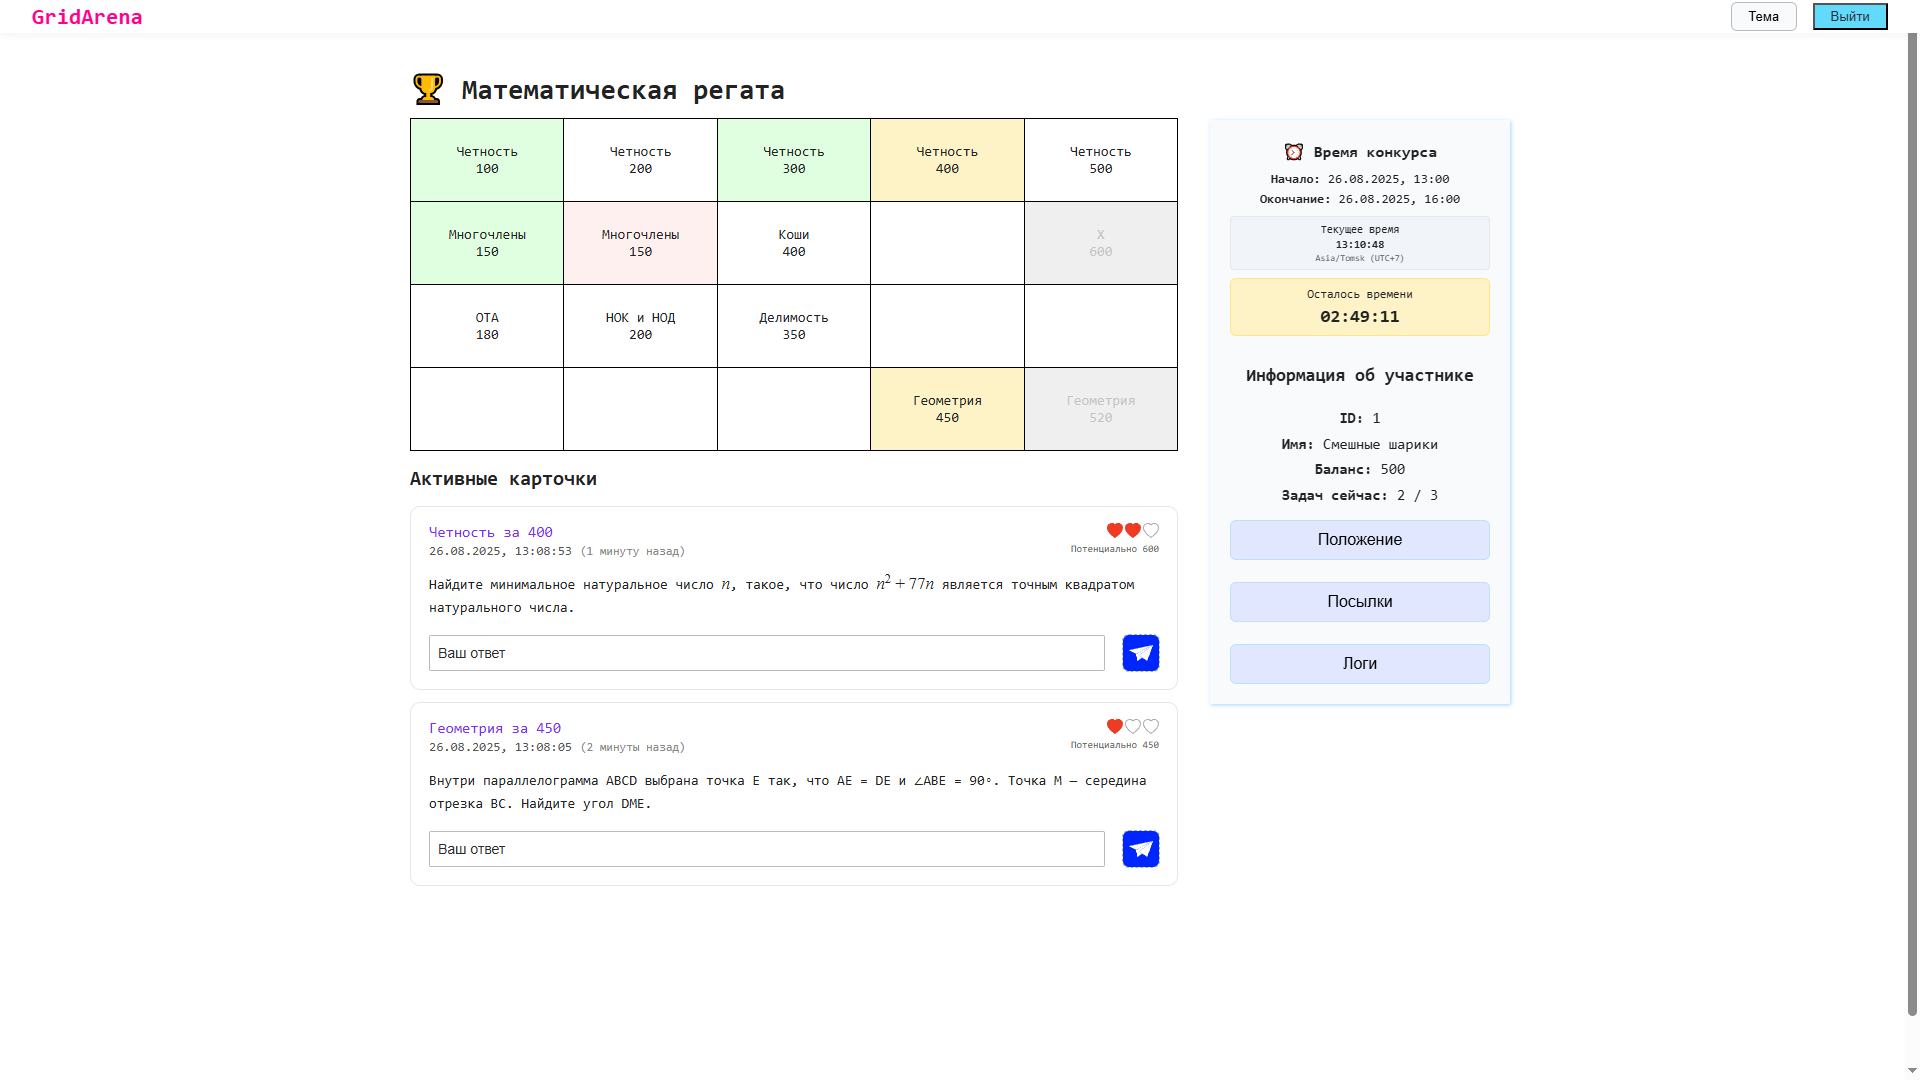 GridArena
Тема
Выйти
Математическая регата
Четность
100
Четность
200
Четность
300
Четность
400
Четность
500
Многочлены
150
Многочлены
150
Коши
400
X
600
ОТА
180
НОК и НОД
200
Делимость
350
Геометрия
450
Геометрия
520
Активные карточки
Четность за 400
26.08.2025, 13:08:53 (1 минуту назад)
Потенциально 600
Найдите минимальное натуральное число n, такое, что число n² + 77n является точным квадратом
натурального числа.
Ваш ответ
Геометрия за 450
26.08.2025, 13:08:05 (2 минуты назад)
Потенциально 450
Внутри параллелограмма ABCD выбрана точка E так, что AE = DE и ∠ABE = 90∘. Точка M — середина
отрезка BC. Найдите угол DME.
Ваш ответ
Время конкурса
Начало: 26.08.2025, 13:00
Окончание: 26.08.2025, 16:00
Текущее время
13:10:48
Asia/Tomsk (UTC+7)
Осталось времени
02:49:11
Информация об участнике
ID: 1
Имя: Смешные шарики
Баланс: 500
Задач сейчас: 2 / 3
Положение
Посылки
Логи